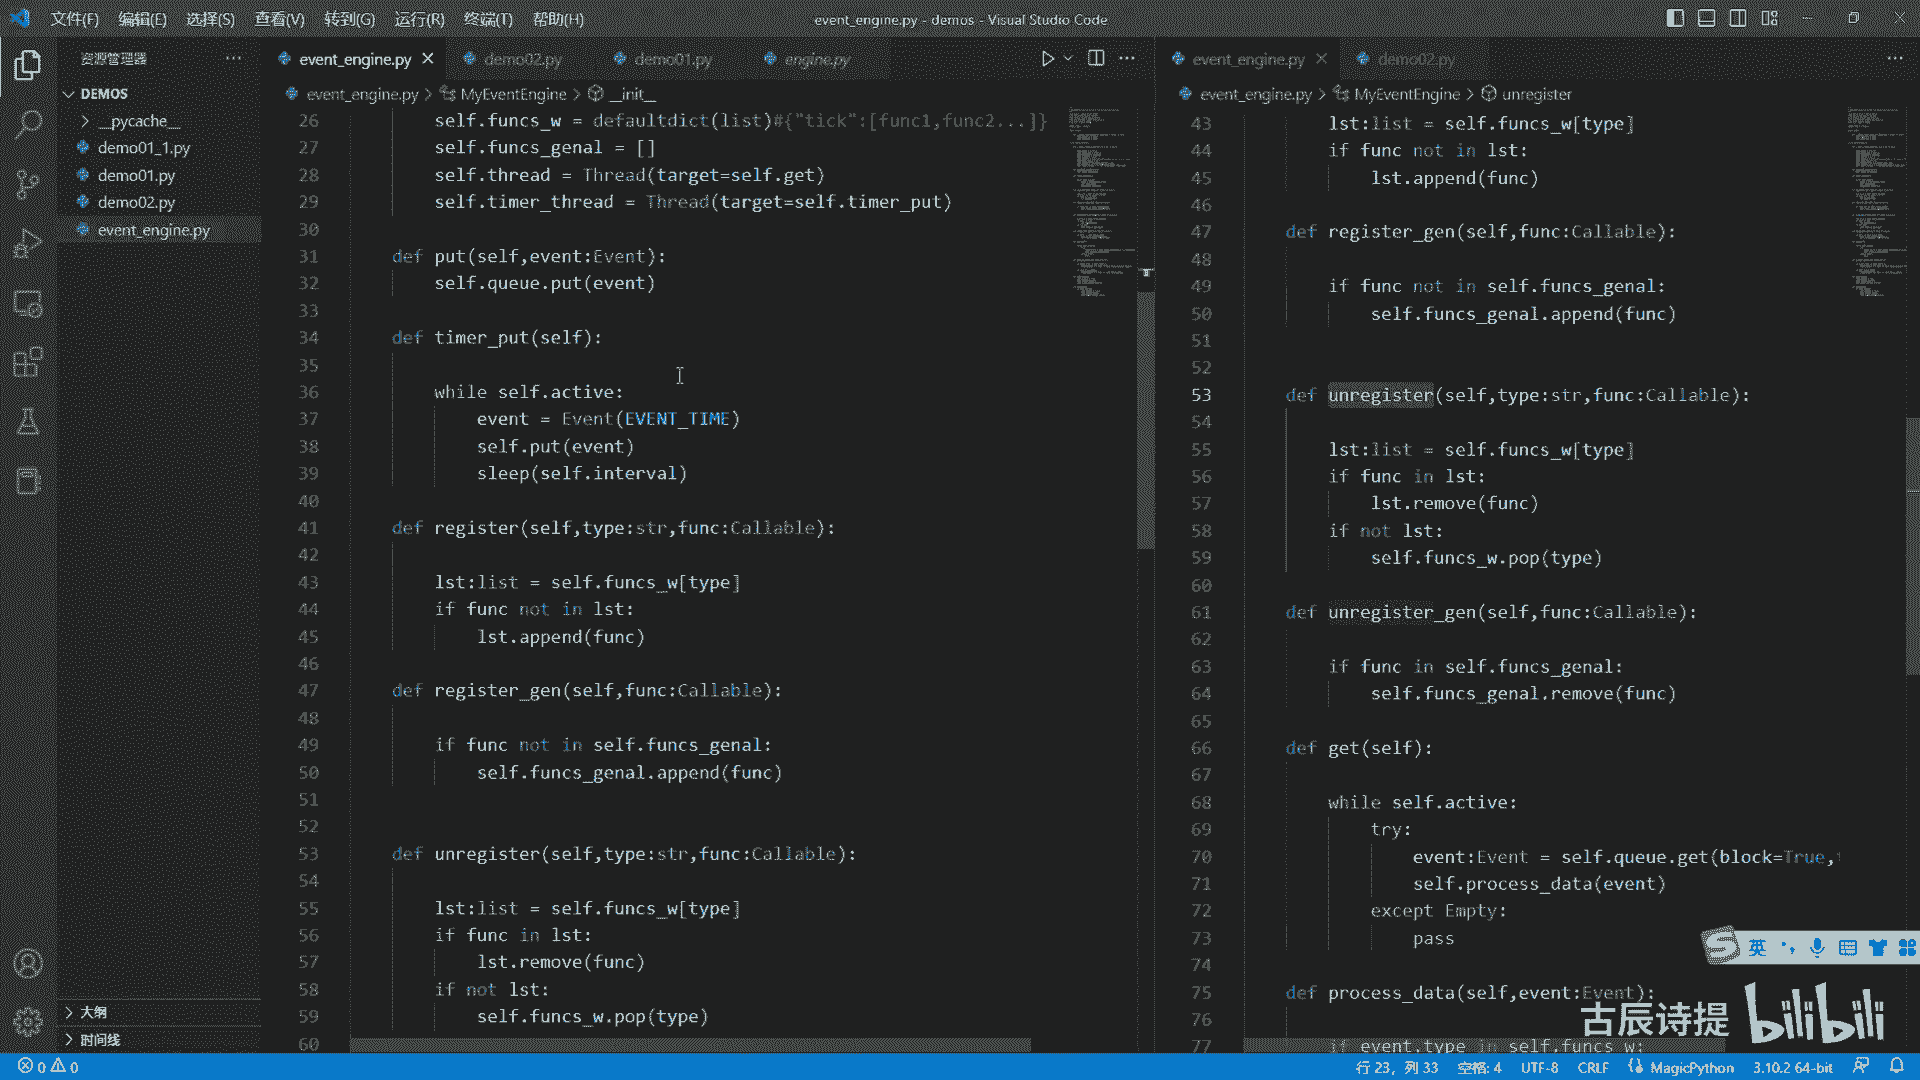 文件(F) 编辑(E) 选择(S) 查看(V) 转到(G) 运行(R) 终端(T) 帮助(H)
event_engine.py - demos - Visual Studio Code
资源管理器
DEMOS
__pycache__
demo01_1.py
demo01.py
demo02.py
event_engine.py
大纲
时间线
event_engine.py demo02.py demo01.py engine.py
event_engine.py > MyEventEngine > __init__
26 self.funcs_w = defaultdict(list)#{"tick":[func1,func2...]}
27 self.funcs_genal = []
28 self.thread = Thread(target=self.get)
29 self.timer_thread = Thread(target=self.timer_put)
30
31 def put(self,event:Event):
32 self.queue.put(event)
33
34 def timer_put(self):
35
36 while self.active:
37 event = Event(EVENT_TIME)
38 self.put(event)
39 sleep(self.interval)
40
41 def register(self,type:str,func:Callable):
42
43 lst:list = self.funcs_w[type]
44 if func not in lst:
45 lst.append(func)
46
47 def register_gen(self,func:Callable):
48
49 if func not in self.funcs_genal:
50 self.funcs_genal.append(func)
51
52
53 def unregister(self,type:str,func:Callable):
54
55 lst:list = self.funcs_w[type]
56 if func in lst:
57 lst.remove(func)
58 if not lst:
59 self.funcs_w.pop(type)
60
event_engine.py demo02.py
event_engine.py > MyEventEngine > unregister
43 lst:list = self.funcs_w[type]
44 if func not in lst:
45 lst.append(func)
46
47 def register_gen(self,func:Callable):
48
49 if func not in self.funcs_genal:
50 self.funcs_genal.append(func)
51
52
53 def unregister(self,type:str,func:Callable):
54
55 lst:list = self.funcs_w[type]
56 if func in lst:
57 lst.remove(func)
58 if not lst:
59 self.funcs_w.pop(type)
60
61 def unregister_gen(self,func:Callable):
62
63 if func in self.funcs_genal:
64 self.funcs_genal.remove(func)
65
66 def get(self):
67
68 while self.active:
69 try:
70 event:Event = self.queue.get(block=True,
71 self.process_data(event)
72 except Empty:
73 pass
74
75 def process_data(self,event:Event):
76
77 if event.type in self.funcs_w:
英
古辰诗提 bilibili
0 0
行 23, 列 33 空格: 4 UTF-8 CRLF MagicPython 3.10.2 64-bit